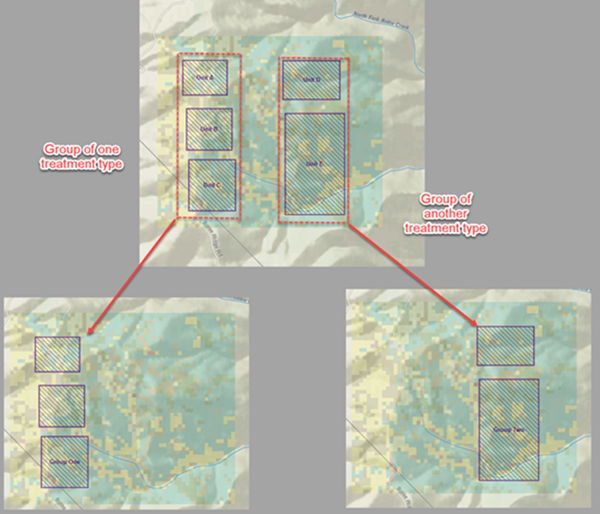 Unit A
Unit D
Unit B
Unit E
Unit C
Group of one
treatment type
Group of
another
treatment type
Group One
Group Two